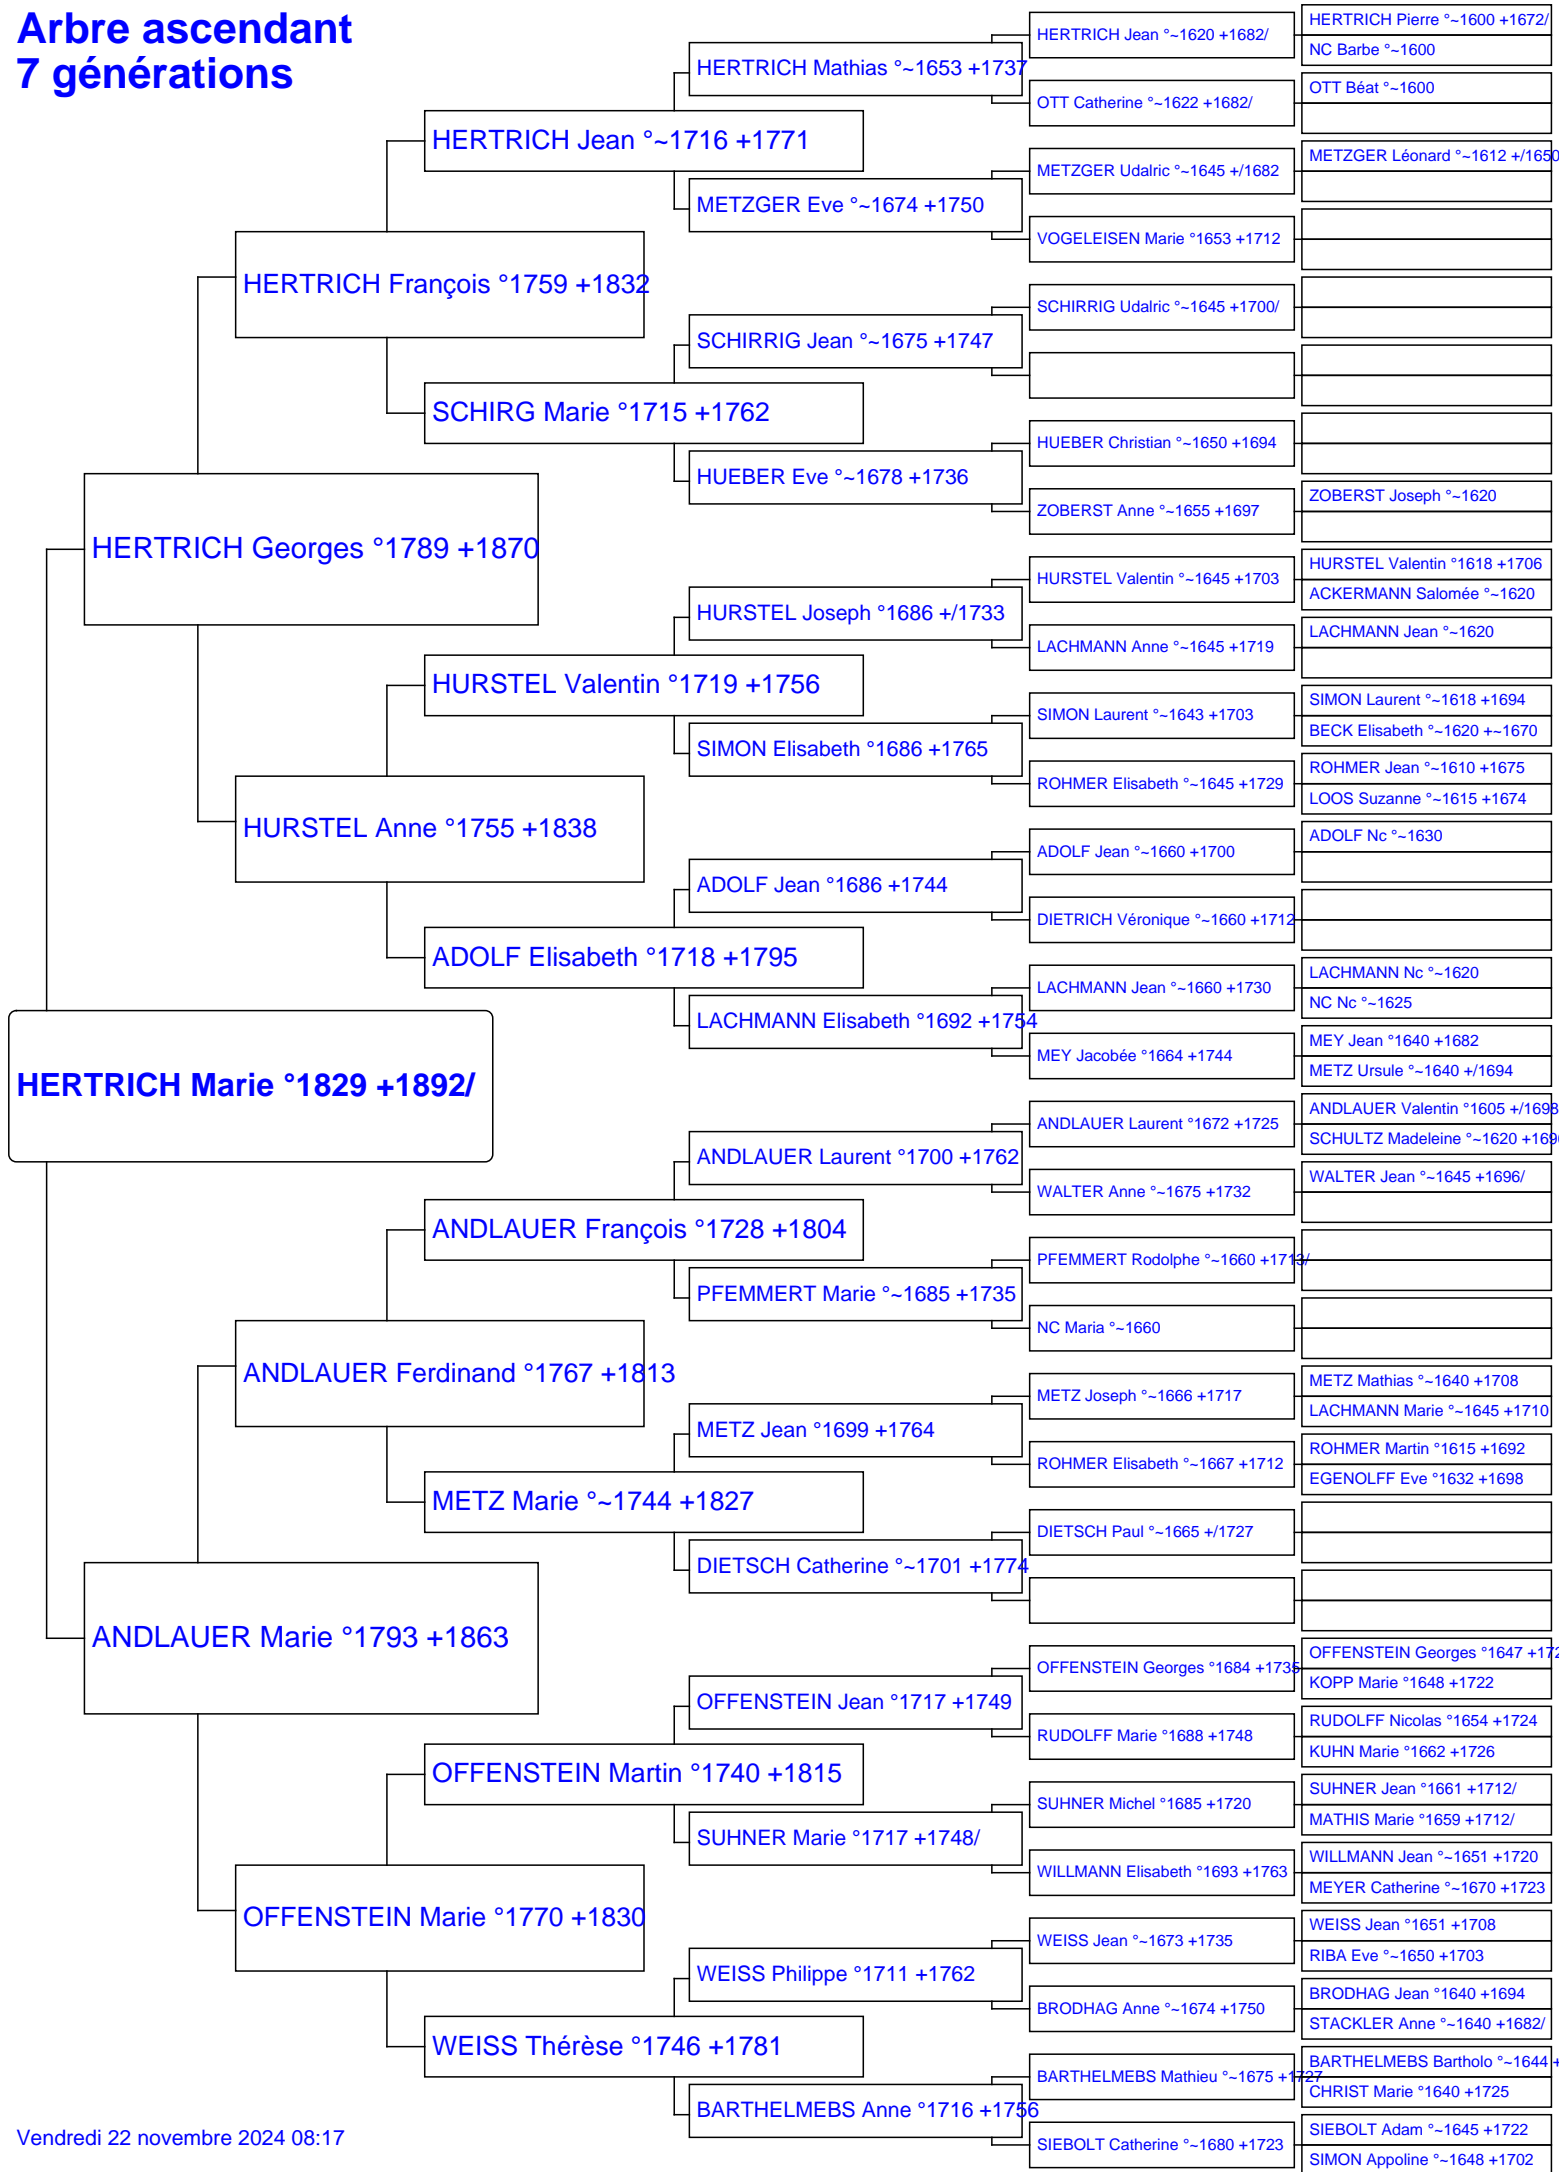 Arbre ascendant
7 générations
HERTRICH Marie °1829 +1892/
HERTRICH Georges °1789 +1870
ANDLAUER Marie °1793 +1863
HERTRICH François °1759 +1832
HURSTEL Anne °1755 +1838
ANDLAUER Ferdinand °1767 +1813
OFFENSTEIN Marie °1770 +1830
HERTRICH Jean °~1716 +1771
SCHIRG Marie °1715 +1762
HURSTEL Valentin °1719 +1756
ADOLF Elisabeth °1718 +1795
ANDLAUER François °1728 +1804
METZ Marie °~1744 +1827
OFFENSTEIN Martin °1740 +1815
WEISS Thérèse °1746 +1781
HERTRICH Mathias °~1653 +1737
METZGER Eve °~1674 +1750
SCHIRRIG Jean °~1675 +1747
HUEBER Eve °~1678 +1736
HURSTEL Joseph °1686 +/1733
SIMON Elisabeth °1686 +1765
ADOLF Jean °1686 +1744
LACHMANN Elisabeth °1692 +1754
ANDLAUER Laurent °1700 +1762
PFEMMERT Marie °~1685 +1735
METZ Jean °1699 +1764
DIETSCH Catherine °~1701 +1774
OFFENSTEIN Jean °1717 +1749
SUHNER Marie °1717 +1748/
WEISS Philippe °1711 +1762
BARTHELMEBS Anne °1716 +1756
HERTRICH Jean °~1620 +1682/
OTT Catherine °~1622 +1682/
METZGER Udalric °~1645 +/1682
VOGELEISEN Marie °1653 +1712
SCHIRRIG Udalric °~1645 +1700/
HUEBER Christian °~1650 +1694
ZOBERST Anne °~1655 +1697
HURSTEL Valentin °~1645 +1703
LACHMANN Anne °~1645 +1719
SIMON Laurent °~1643 +1703
ROHMER Elisabeth °~1645 +1729
ADOLF Jean °~1660 +1700
DIETRICH Véronique °~1660 +1712
LACHMANN Jean °~1660 +1730
MEY Jacobée °1664 +1744
ANDLAUER Laurent °1672 +1725
WALTER Anne °~1675 +1732
PFEMMERT Rodolphe °~1660 +1713/
NC Maria °~1660
METZ Joseph °~1666 +1717
ROHMER Elisabeth °~1667 +1712
DIETSCH Paul °~1665 +/1727
OFFENSTEIN Georges °1684 +1735
RUDOLFF Marie °1688 +1748
SUHNER Michel °1685 +1720
WILLMANN Elisabeth °1693 +1763
WEISS Jean °~1673 +1735
BRODHAG Anne °~1674 +1750
BARTHELMEBS Mathieu °~1675 +1727
SIEBOLT Catherine °~1680 +1723
HERTRICH Pierre °~1600 +1672/
NC Barbe °~1600
OTT Béat °~1600
METZGER Léonard °~1612 +/1650
ZOBERST Joseph °~1620
HURSTEL Valentin °1618 +1706
ACKERMANN Salomée °~1620
LACHMANN Jean °~1620
SIMON Laurent °~1618 +1694
BECK Elisabeth °~1620 +~1670
ROHMER Jean °~1610 +1675
LOOS Suzanne °~1615 +1674
ADOLF Nc °~1630
LACHMANN Nc °~1620
NC Nc °~1625
MEY Jean °1640 +1682
METZ Ursule °~1640 +/1694
ANDLAUER Valentin °1605 +/1698
SCHULTZ Madeleine °~1620
WALTER Jean °~1645 +1696/
METZ Mathias °~1640 +1708
LACHMANN Marie °~1645 +1710
ROHMER Martin °1615 +1692
EGENOLFF Eve °1632 +1698
OFFENSTEIN Georges °1647
KOPP Marie °1648 +1722
RUDOLFF Nicolas °1654 +1724
KUHN Marie °1662 +1726
SUHNER Jean °1661 +1712/
MATHIS Marie °1659 +1712/
WILLMANN Jean °~1651 +1720
MEYER Catherine °~1670 +1723
WEISS Jean °1651 +1708
RIBA Eve °~1650 +1703
BRODHAG Jean °1640 +1694
STACKLER Anne °~1640 +1682/
BARTHELMEBS Bartholo °~1644 +
CHRIST Marie °1640 +1725
SIEBOLT Adam °~1645 +1722
SIMON Appoline °~1648 +1702
Vendredi 22 novembre 2024 08:17